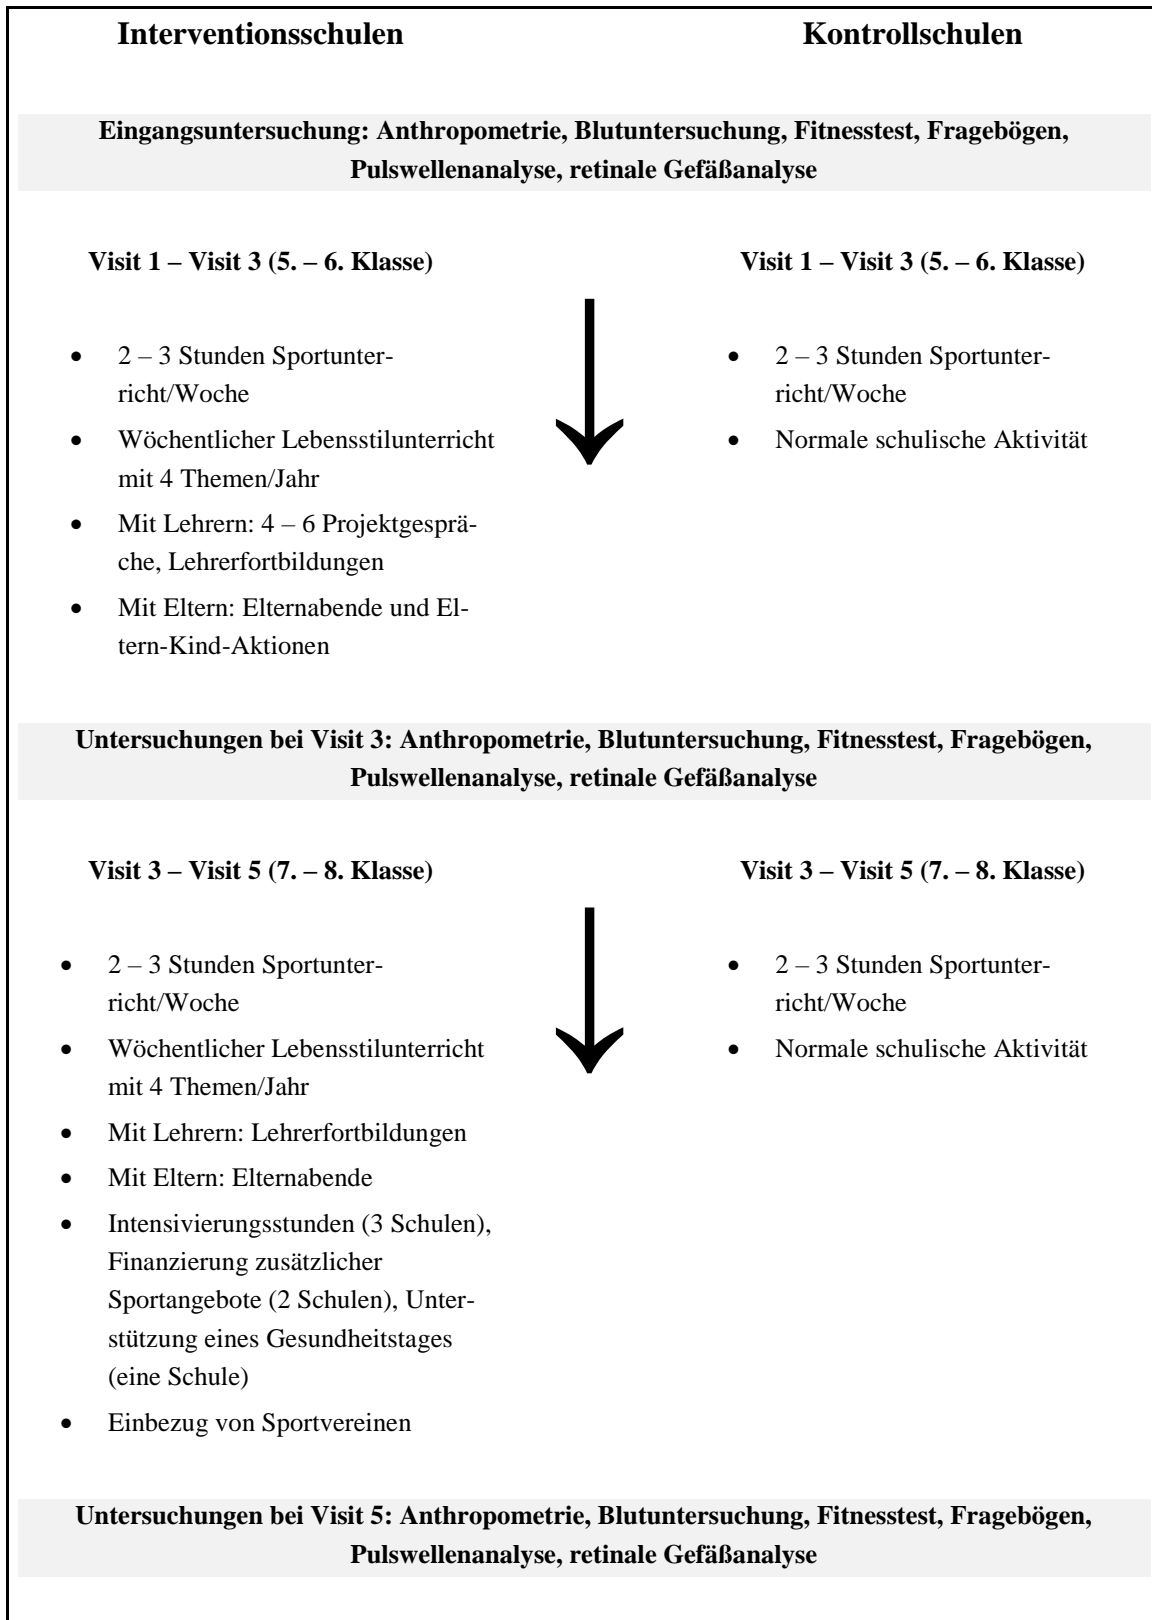 Interventionsschulen
Kontrollschulen
Eingangsuntersuchung: Anthropometrie, Blutuntersuchung, Fitnesstest, Fragebögen,
Pulswellenanalyse, retinale Gefäßanalyse
Visit 1 – Visit 3 (5. – 6. Klasse)
• 2 – 3 Stunden Sportunter-
richt/Woche
• Wöchentlicher Lebensstilunterricht
mit 4 Themen/Jahr
• Mit Lehrern: 4 – 6 Projektgesprä-
che, Lehrerfortbildungen
• Mit Eltern: Elternabende und El-
tern-Kind-Aktionen
Visit 1 – Visit 3 (5. – 6. Klasse)
• 2 – 3 Stunden Sportunter-
richt/Woche
• Normale schulische Aktivität
Untersuchungen bei Visit 3: Anthropometrie, Blutuntersuchung, Fitnesstest, Fragebögen,
Pulswellenanalyse, retinale Gefäßanalyse
Visit 3 – Visit 5 (7. – 8. Klasse)
• 2 – 3 Stunden Sportunter-
richt/Woche
• Wöchentlicher Lebensstilunterricht
mit 4 Themen/Jahr
• Mit Lehrern: Lehrerfortbildungen
• Mit Eltern: Elternabende
• Intensivierungsstunden (3 Schulen),
Finanzierung zusätzlicher
Sportangebote (2 Schulen), Unter-
stützung eines Gesundheitstages
(eine Schule)
• Einbezug von Sportvereinen
Visit 3 – Visit 5 (7. – 8. Klasse)
• 2 – 3 Stunden Sportunter-
richt/Woche
• Normale schulische Aktivität
Untersuchungen bei Visit 5: Anthropometrie, Blutuntersuchung, Fitnesstest, Fragebögen,
Pulswellenanalyse, retinale Gefäßanalyse